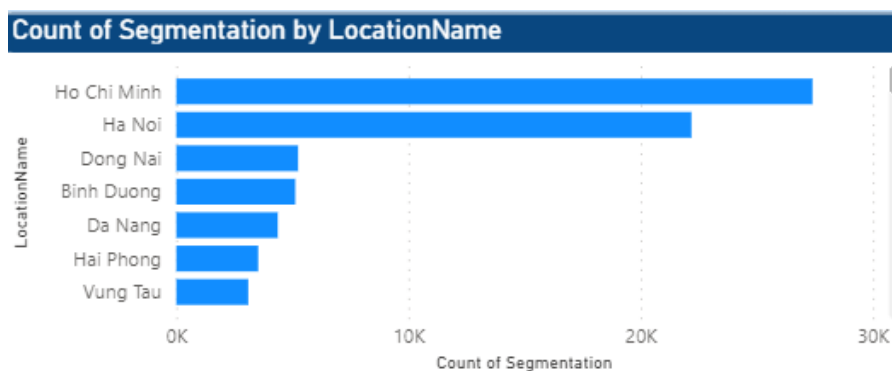 Count of Segmentation by LocationName
LocationName
Ho Chi Minh
Ha Noi
Dong Nai
Binh Duong
Da Nang
Hai Phong
Vung Tau
0K 10K 20K 30K
Count of Segmentation